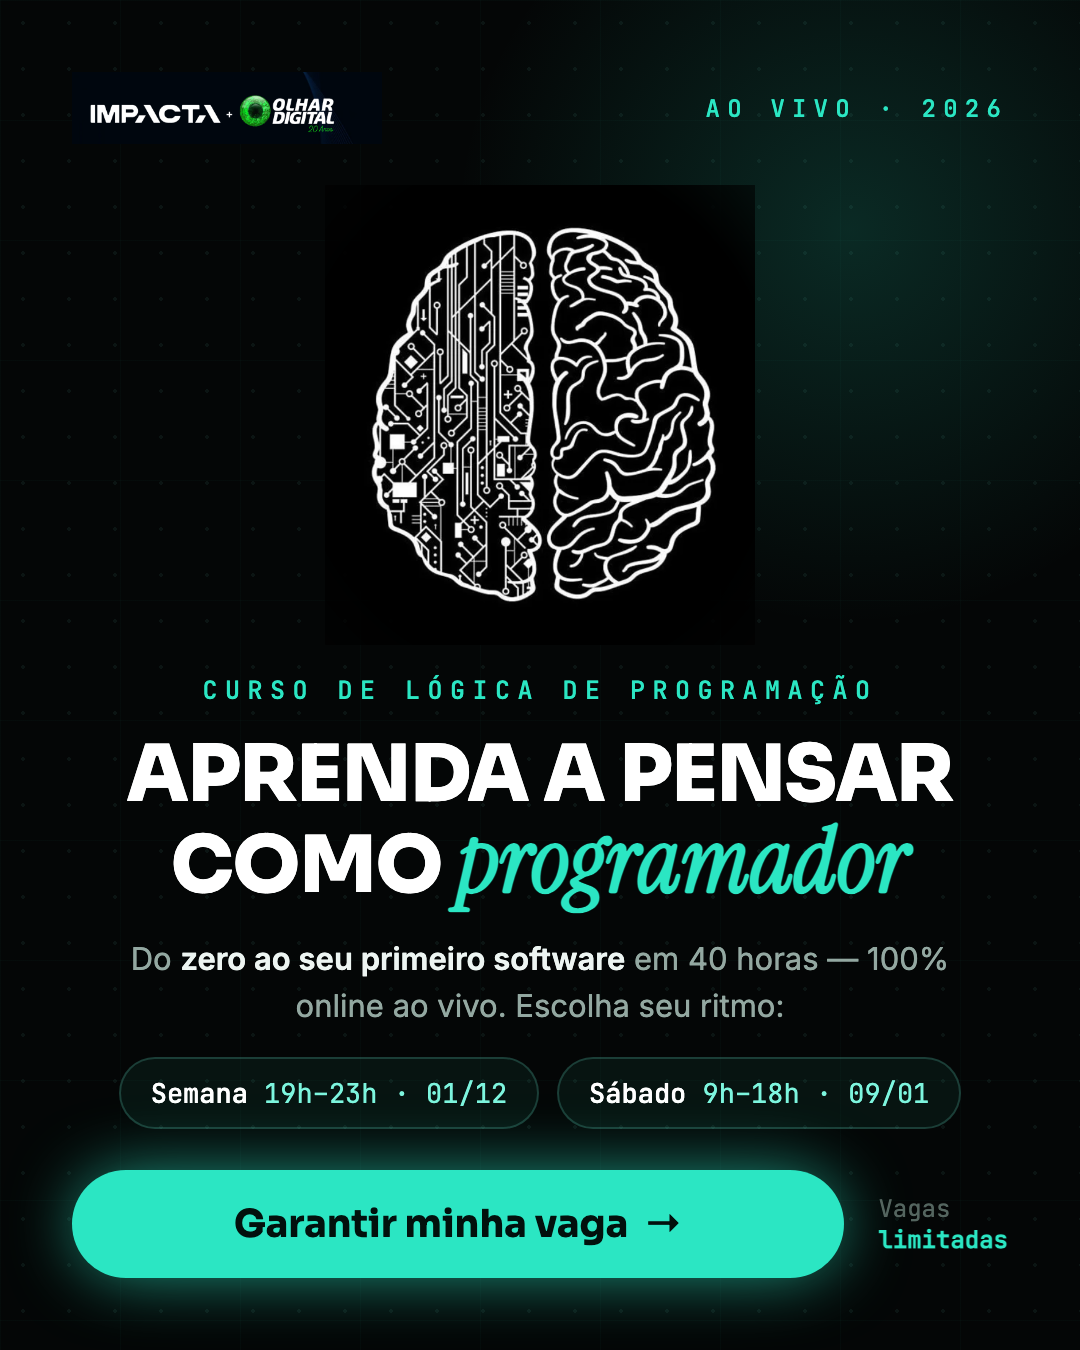 IMPACTA + OLHAR DIGITAL
20 Anos
AO VIVO · 2026
CURSO DE LÓGICA DE PROGRAMAÇÃO
APRENDA A PENSAR
COMO programador
Do zero ao seu primeiro software em 40 horas — 100%
online ao vivo. Escolha seu ritmo:
Semana 19h–23h · 01/12
Sábado 9h–18h · 09/01
Garantir minha vaga →
Vagas
limitadas